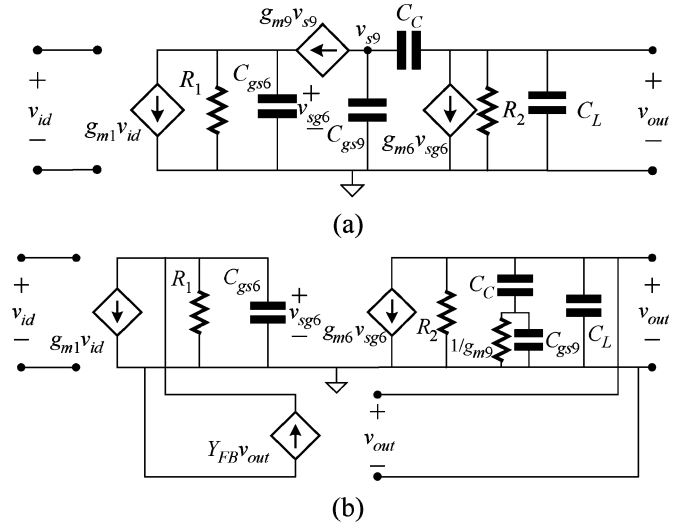 g_{m9}v_{s9} v_{s9} C_C
+ R_1 C_{gs6} + +
v_{id} v_{sg6} R_2 C_L v_{out}
− g_{m1}v_{id} − C_{gs9} g_{m6}v_{sg6} −
(a)
+ R_1 C_{gs6} + C_C +
v_{id} v_{sg6} R_2 1/g_{m9} C_{gs9} C_L v_{out}
− g_{m1}v_{id} − g_{m6}v_{sg6} −
+
Y_{FB}v_{out} v_{out}
−
(b)